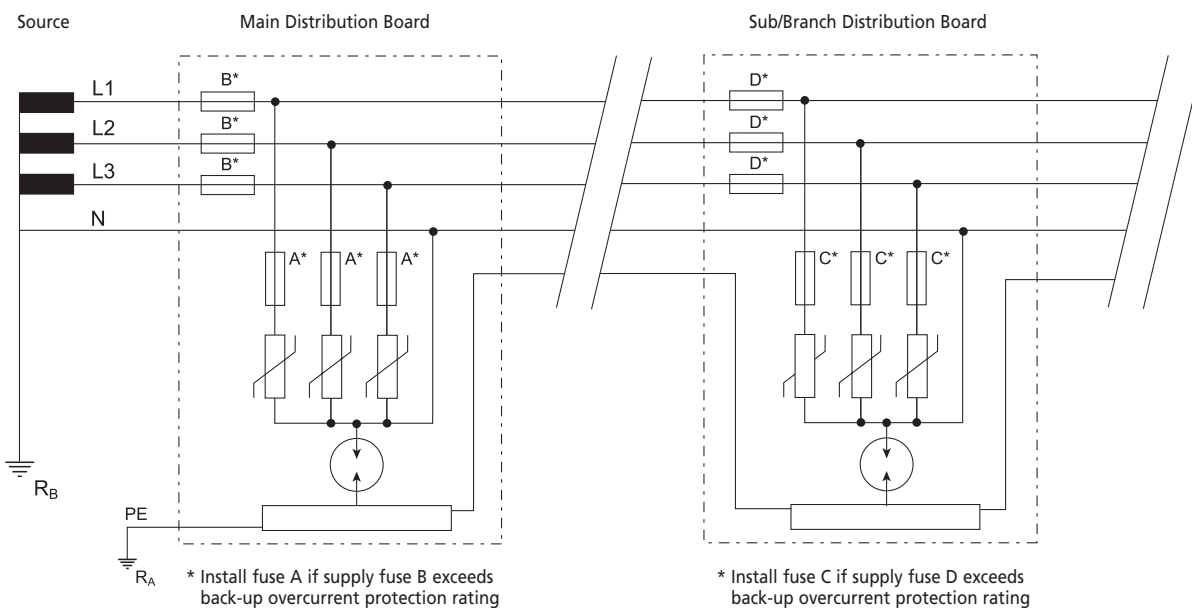 Source
Main Distribution Board
Sub/Branch Distribution Board
L1
B*
D*
L2
B*
D*
L3
B*
D*
N
A*
A*
A*
C*
C*
C*
RB
PE
RA
* Install fuse A if supply fuse B exceeds
back-up overcurrent protection rating
* Install fuse C if supply fuse D exceeds
back-up overcurrent protection rating